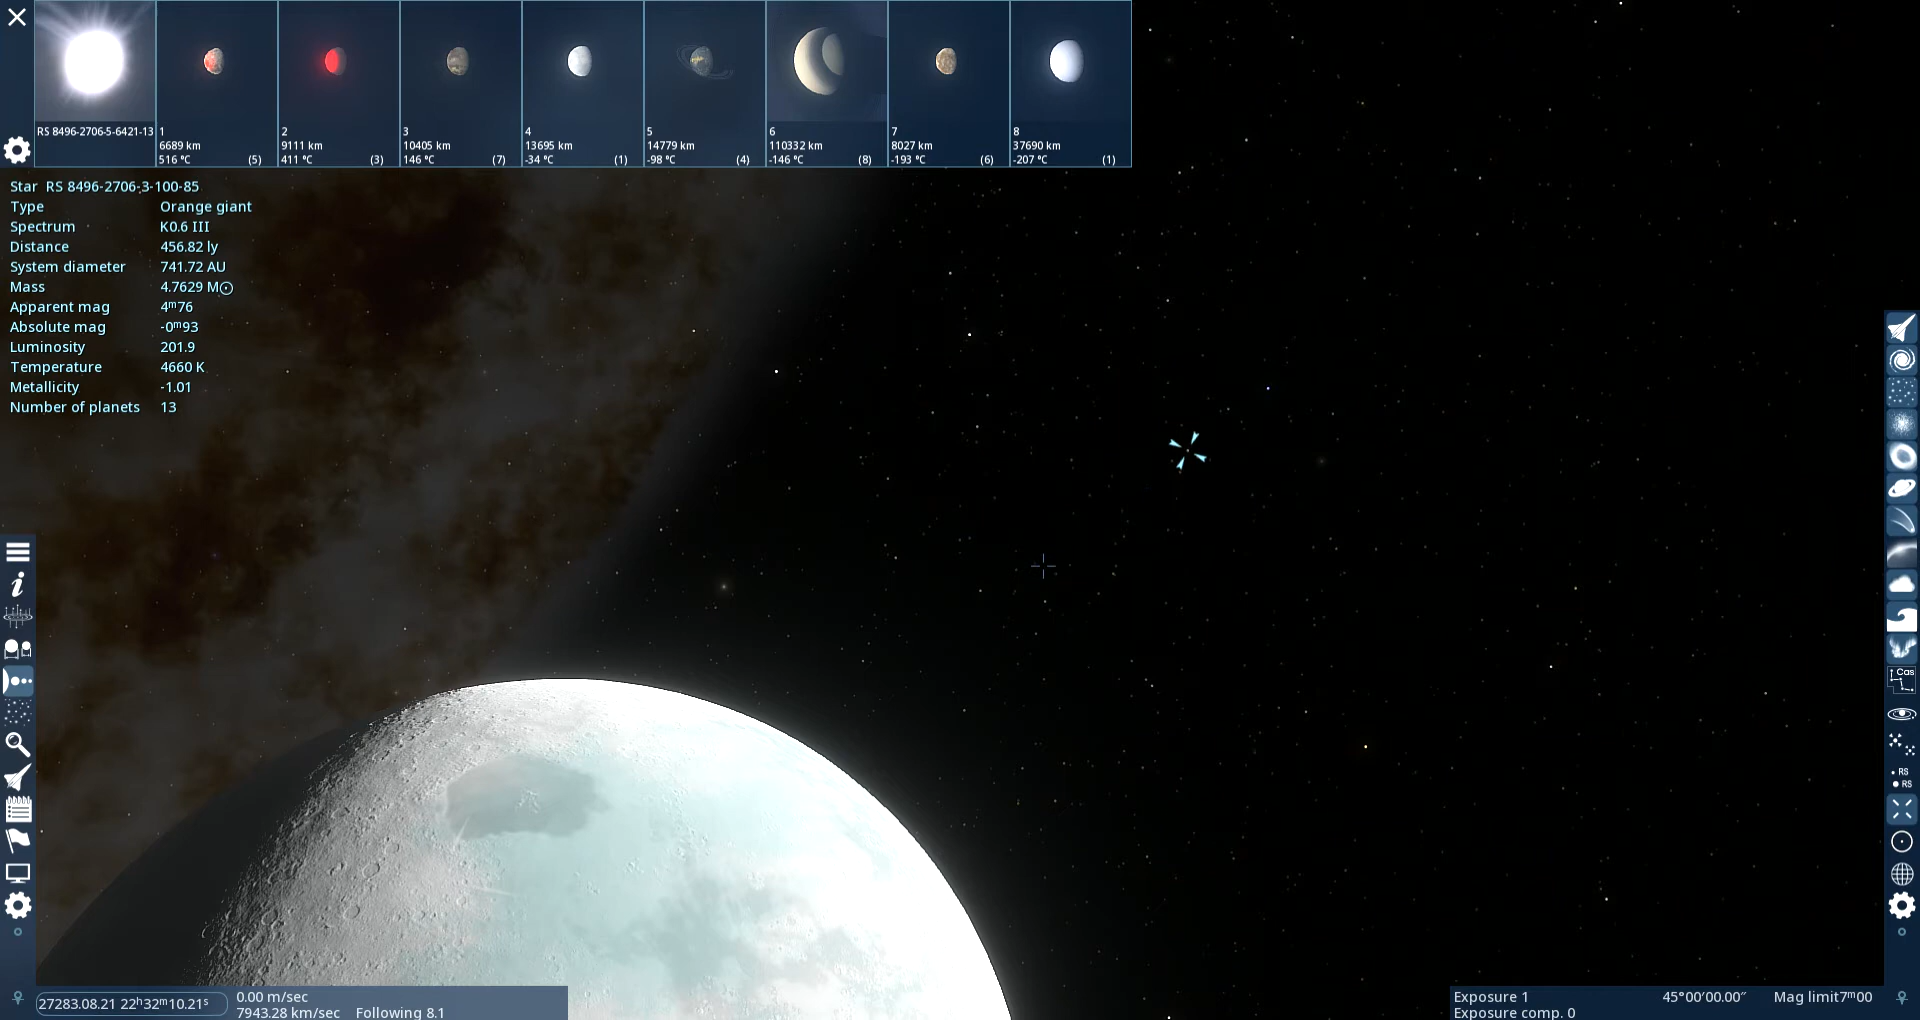 RS 8496-2706-5-6421-13
1
6689 km
516 °C (5)
2
9111 km
411 °C (3)
3
10405 km
146 °C (7)
4
13695 km
-34 °C (1)
5
14779 km
-98 °C (4)
6
110332 km
-146 °C (8)
7
8027 km
-193 °C (6)
8
37690 km
-207 °C (1)
Star RS 8496-2706-3-100-85
Type Orange giant
Spectrum K0.6 III
Distance 456.82 ly
System diameter 741.72 AU
Mass 4.7629 M☉
Apparent mag 4ᵐ76
Absolute mag -0ᵐ93
Luminosity 201.9
Temperature 4660 K
Metallicity -1.01
Number of planets 13
Cas
RS
RS
27283.08.21 22ʰ32ᵐ10.21ˢ
0.00 m/sec
7943.28 km/sec Following 8.1
Exposure 1 45°00′00.00″ Mag limit7ᵐ00
Exposure comp. 0